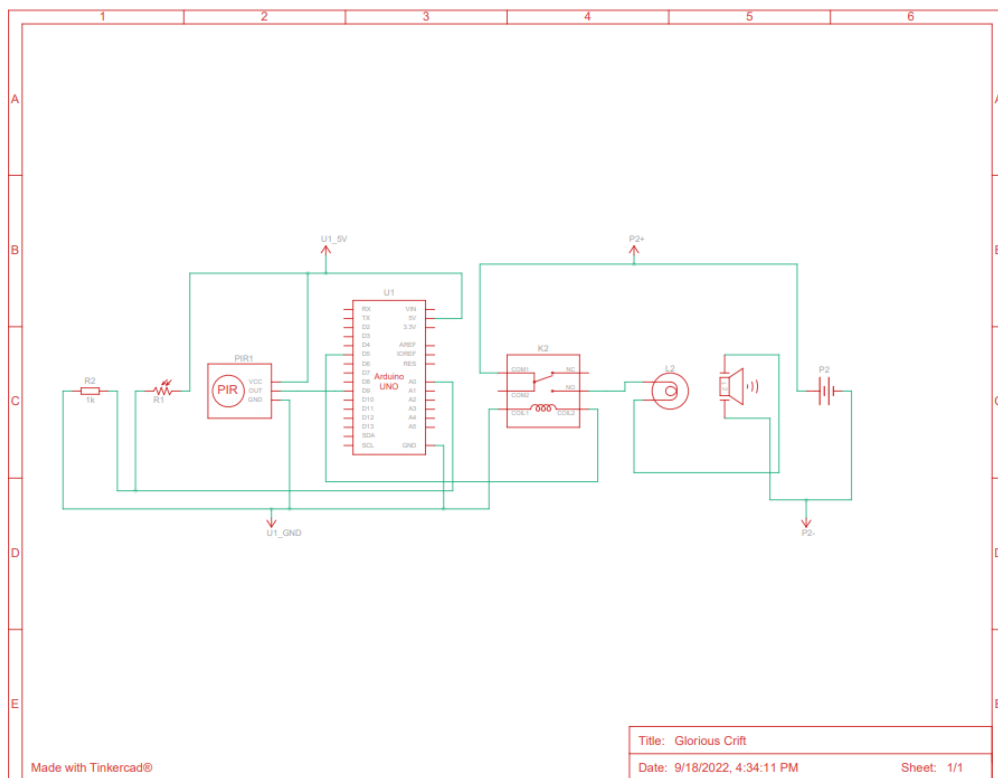 1 2 3 4 5 6
A A
B B
C C
D D
E E
U1_5V
P2+
U1
RX VIN
TX 5V
D2 3.3V
D3
D4 AREF
D5 IOREF
D6 RES
D7
D8 A0
D9 A1
D10 A2
D11 A3
D12 A4
D13 A5
SDA
SCL GND
Arduino
UNO
R2
1k
R1
PIR1
PIR
VCC
OUT
GND
K2
COM1 NC
NO
COM2
COIL1 COIL2
L2
P2
U1_GND
P2-
Title: Glorious Crift
Made with Tinkercad®
Date: 9/18/2022, 4:34:11 PM Sheet: 1/1